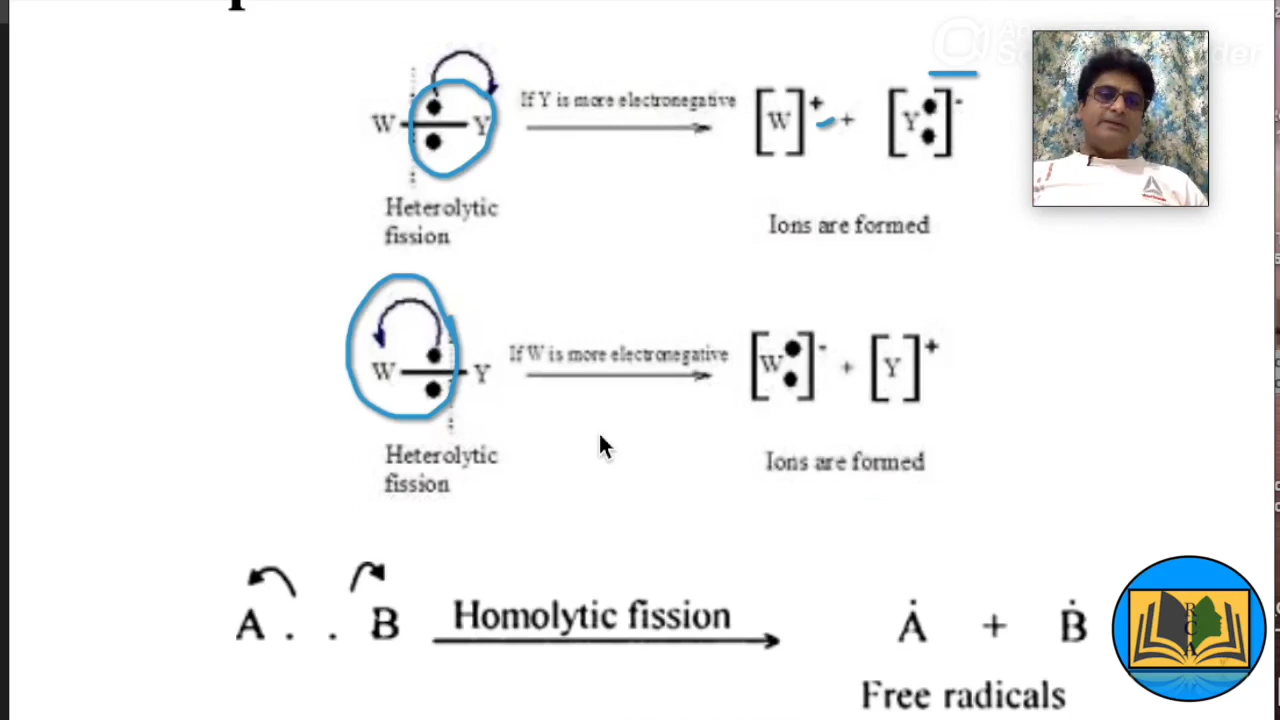 W Y If Y is more electronegative [W]⁺ + [Y:]⁻
Heterolytic
fission
Ions are formed
W Y If W is more electronegative [W:]⁻ + [Y]⁺
Heterolytic
fission
Ions are formed
A . . B Homolytic fission Ȧ + Ḃ
Free radicals
R
C
A